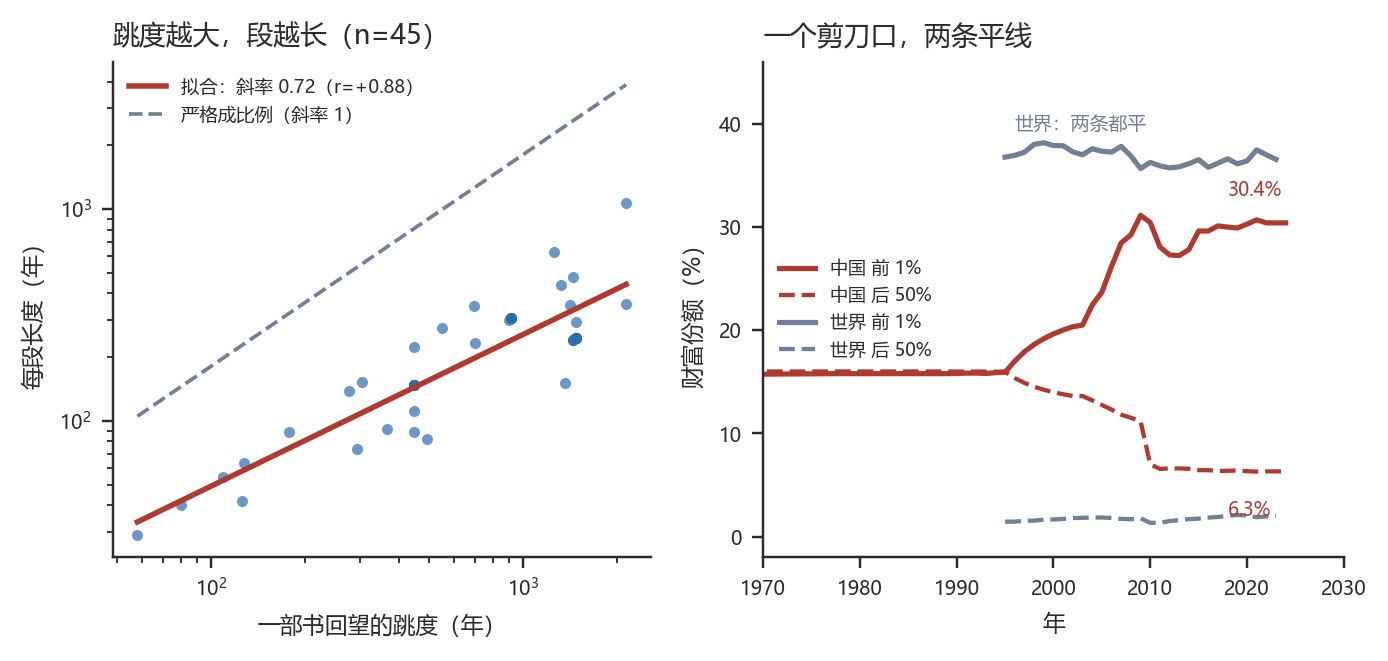 跳度越大，段越长（n=45）
拟合：斜率 0.72（r=+0.88）
严格成比例（斜率 1）
10³
10²
每段长度（年）
10²
10³
一部书回望的跳度（年）
一个剪刀口，两条平线
世界：两条都平
30.4%
中国 前 1%
中国 后 50%
世界 前 1%
世界 后 50%
6.3%
40
30
20
10
0
财富份额（%）
1970 1980 1990 2000 2010 2020 2030
年